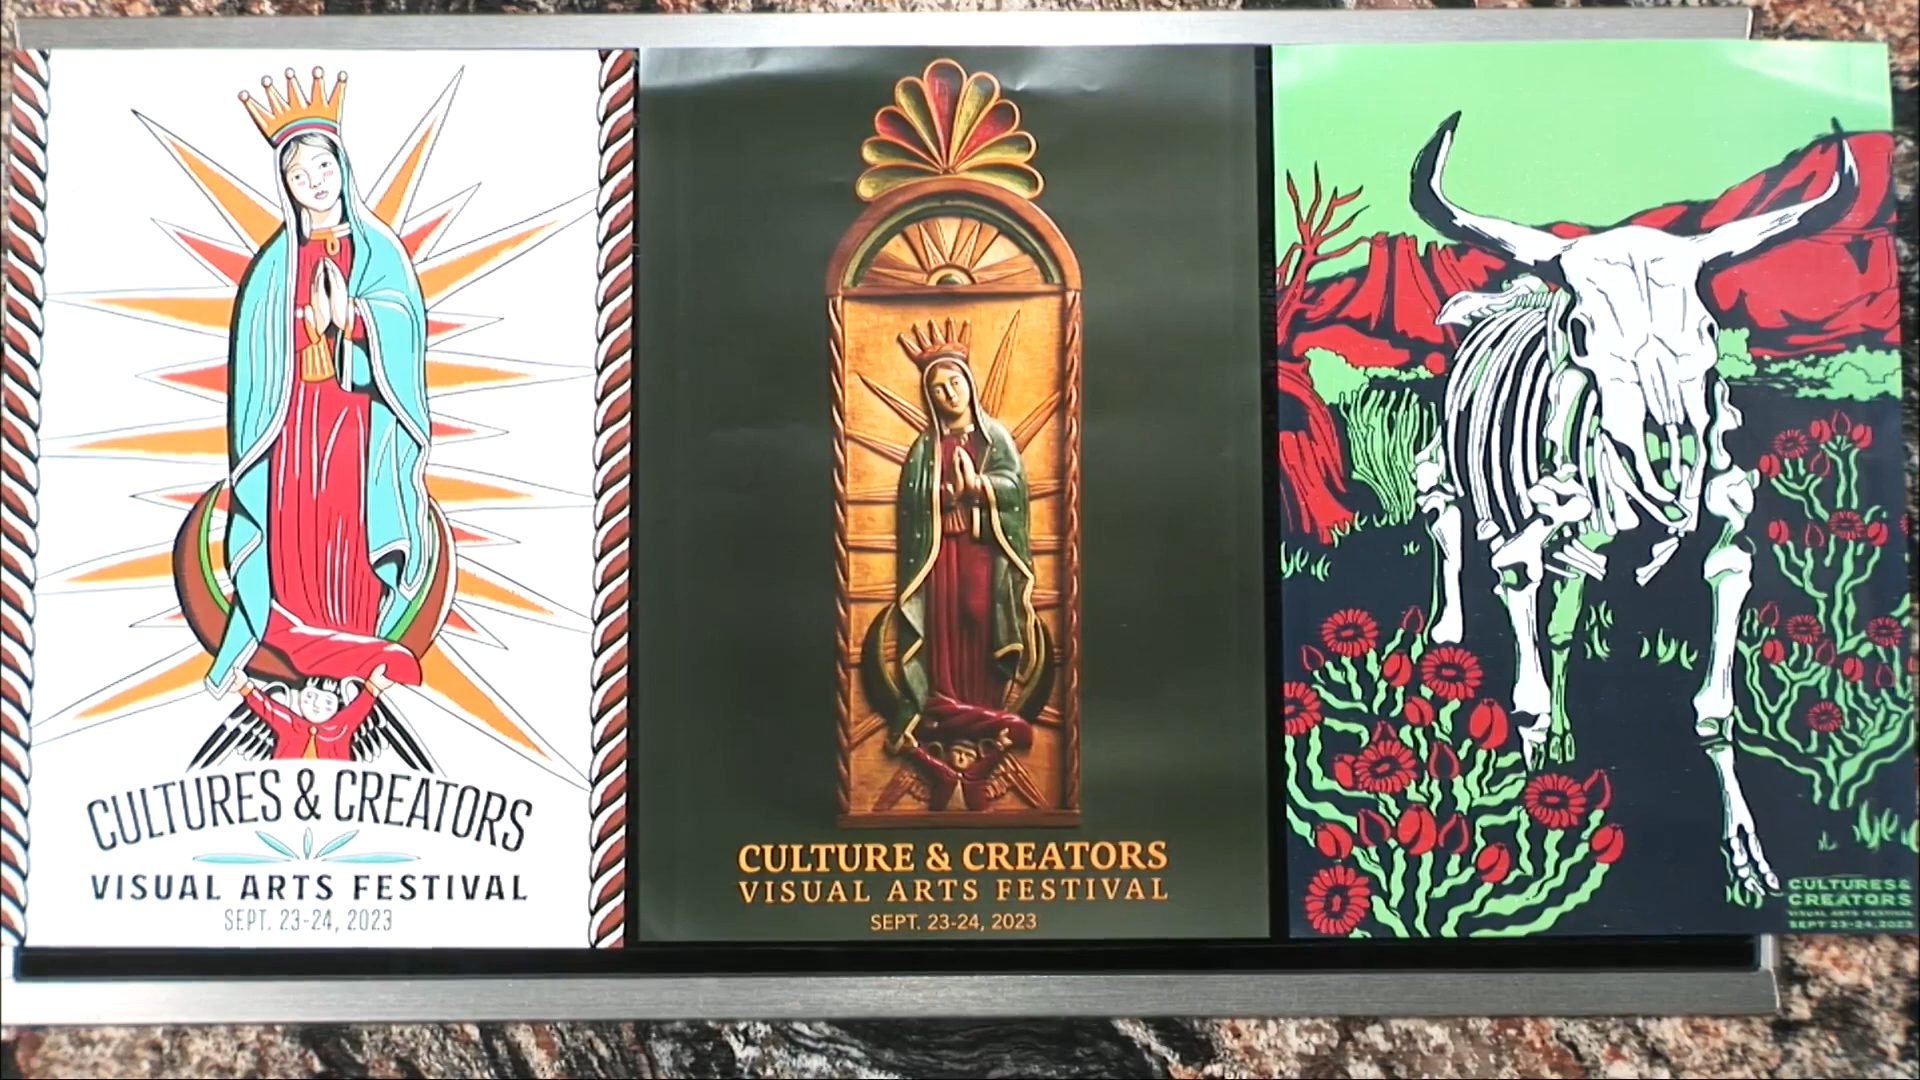 CULTURES & CREATORS
VISUAL ARTS FESTIVAL
SEPT. 23-24, 2023
CULTURE & CREATORS
VISUAL ARTS FESTIVAL
SEPT. 23-24, 2023
CULTURES &
CREATORS
VISUAL ARTS FESTIVAL
SEPT 23-24, 2023